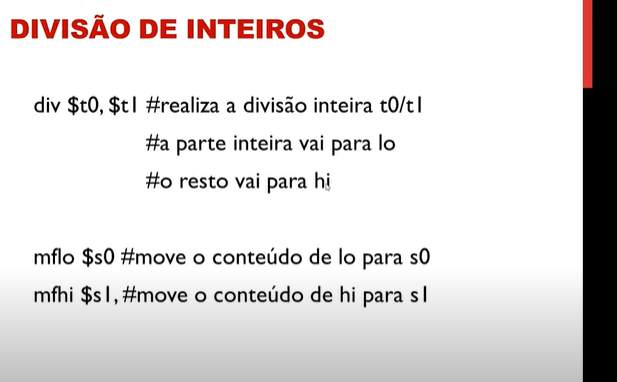 DIVISÃO DE INTEIROS
div $t0, $t1 #realiza a divisão inteira t0/t1
#a parte inteira vai para lo
#o resto vai para hi
mflo $s0 #move o conteúdo de lo para s0
mfhi $s1, #move o conteúdo de hi para s1